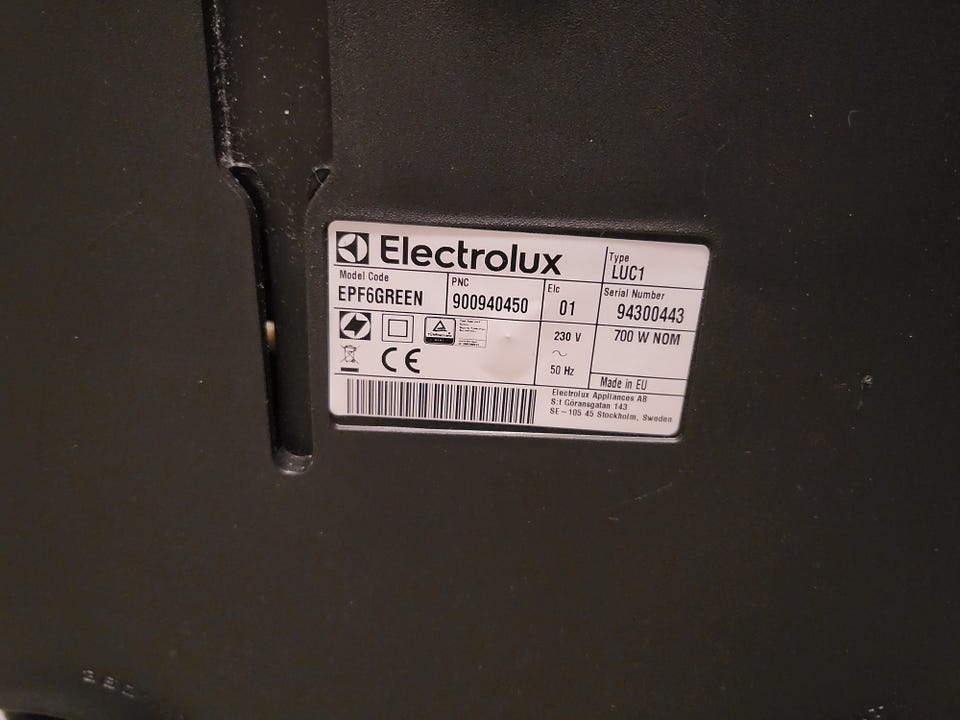 Electrolux
Type
LUC1
Model Code
EPF6GREEN
PNC
900940450
Elc
01
Serial Number
94300443
230 V
~
50 Hz
700 W NOM
Made in EU
CE
Electrolux Appliances AB
S:t Göransgatan 143
SE-105 45 Stockholm, Sweden